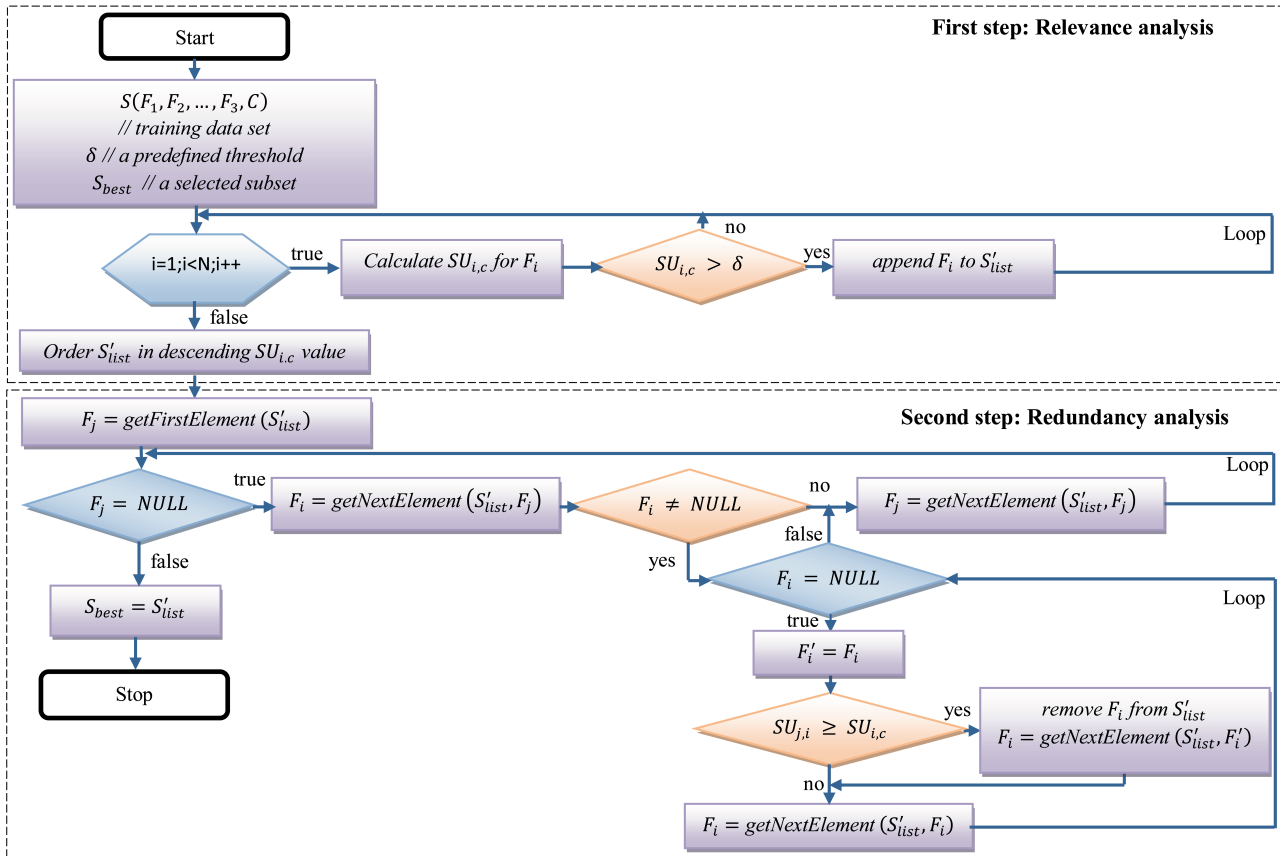 First step: Relevance analysis
Start
S(F₁, F₂, …, F₃, C)
// training data set
δ // a predefined threshold
S_best // a selected subset
i=1;i<N;i++
true
Calculate SU_i,c for F_i
SU_i,c > δ
no
yes
append F_i to S′_list
Loop
false
Order S′_list in descending SU_i.c value
Second step: Redundancy analysis
F_j = getFirstElement(S′_list)
Loop
F_j = NULL
true
F_i = getNextElement(S′_list, F_j)
F_i ≠ NULL
no
F_j = getNextElement(S′_list, F_j)
false
yes
false
F_i = NULL
Loop
S_best = S′_list
true
F′_i = F_i
Stop
SU_j,i ≥ SU_i,c
yes
remove F_i from S′_list
F_i = getNextElement(S′_list, F′_i)
no
F_i = getNextElement(S′_list, F_i)